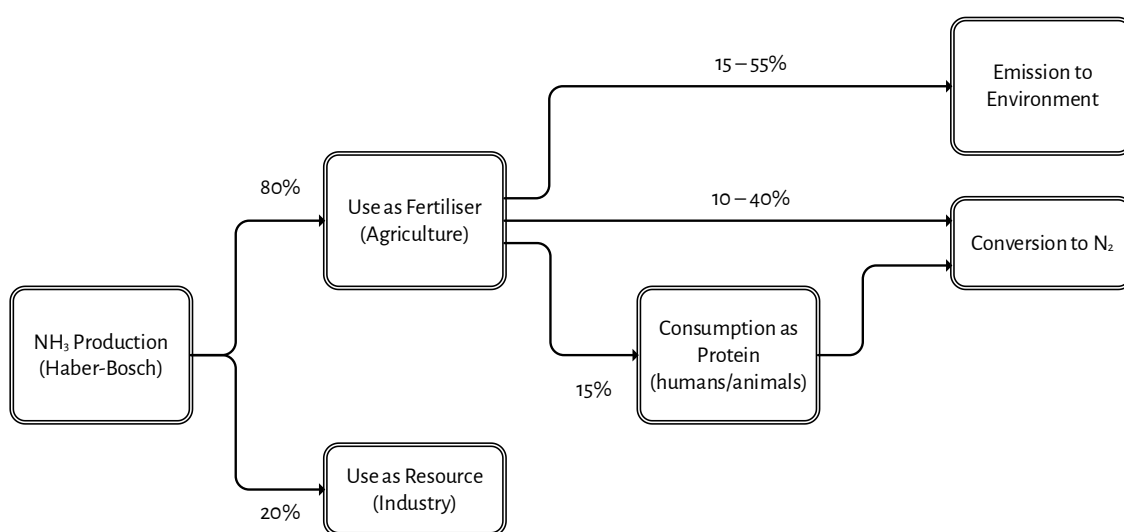 15 – 55%
Emission to
Environment
80%
Use as Fertiliser
(Agriculture)
10 – 40%
Conversion to N₂
NH₃ Production
(Haber-Bosch)
Consumption as
Protein
(humans/animals)
15%
Use as Resource
(Industry)
20%